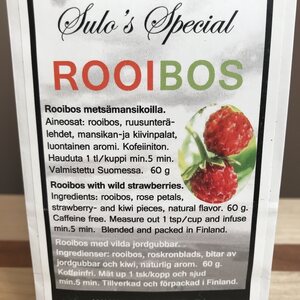 Sulo's Special
ROOIBOS
Rooibos metsämansikoilla.
Aineosat: rooibos, ruusunterä-
lehdet, mansikan-ja kiivinpalat,
luontainen aromi. Kofeiiniton.
Hauduta 1 tl/kuppi min.5 min.
Valmistettu Suomessa. 60 g
Rooibos with wild strawberries.
Ingredients: rooibos, rose petals,
strawberry- and kiwi pieces, natural flavor. 60 g.
Caffeine free. Measure out 1 tsp/cup and infuse
min.5 min. Blended and packed in Finland.
Rooibos med vilda jordgubbar.
Ingredienser: rooibos, roskronblads, bitar av
jordgubbar och kiwi, naturlig arom. 60 g.
Koffeinfri. Mät up 1 tsk/kopp och sjud
min.5 min. Tillverkad och förpackad i Finland.